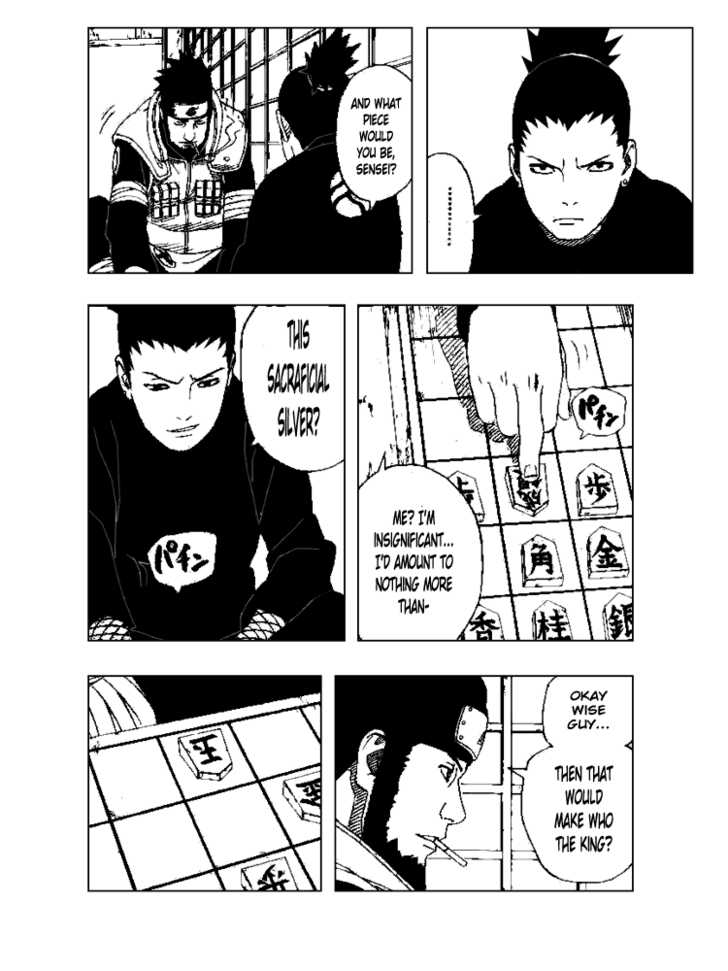 ..........
AND WHAT
PIECE
WOULD
YOU BE,
SENSEI?
パチン
ME? I'M
INSIGNIFICANT...
I'D AMOUNT TO
NOTHING MORE
THAN-
歩
歩
角
金
香
桂
銀
THIS
SACRAFICIAL
SILVER?
パチン
OKAY
WISE
GUY...
THEN THAT
WOULD
MAKE WHO
THE KING?
王